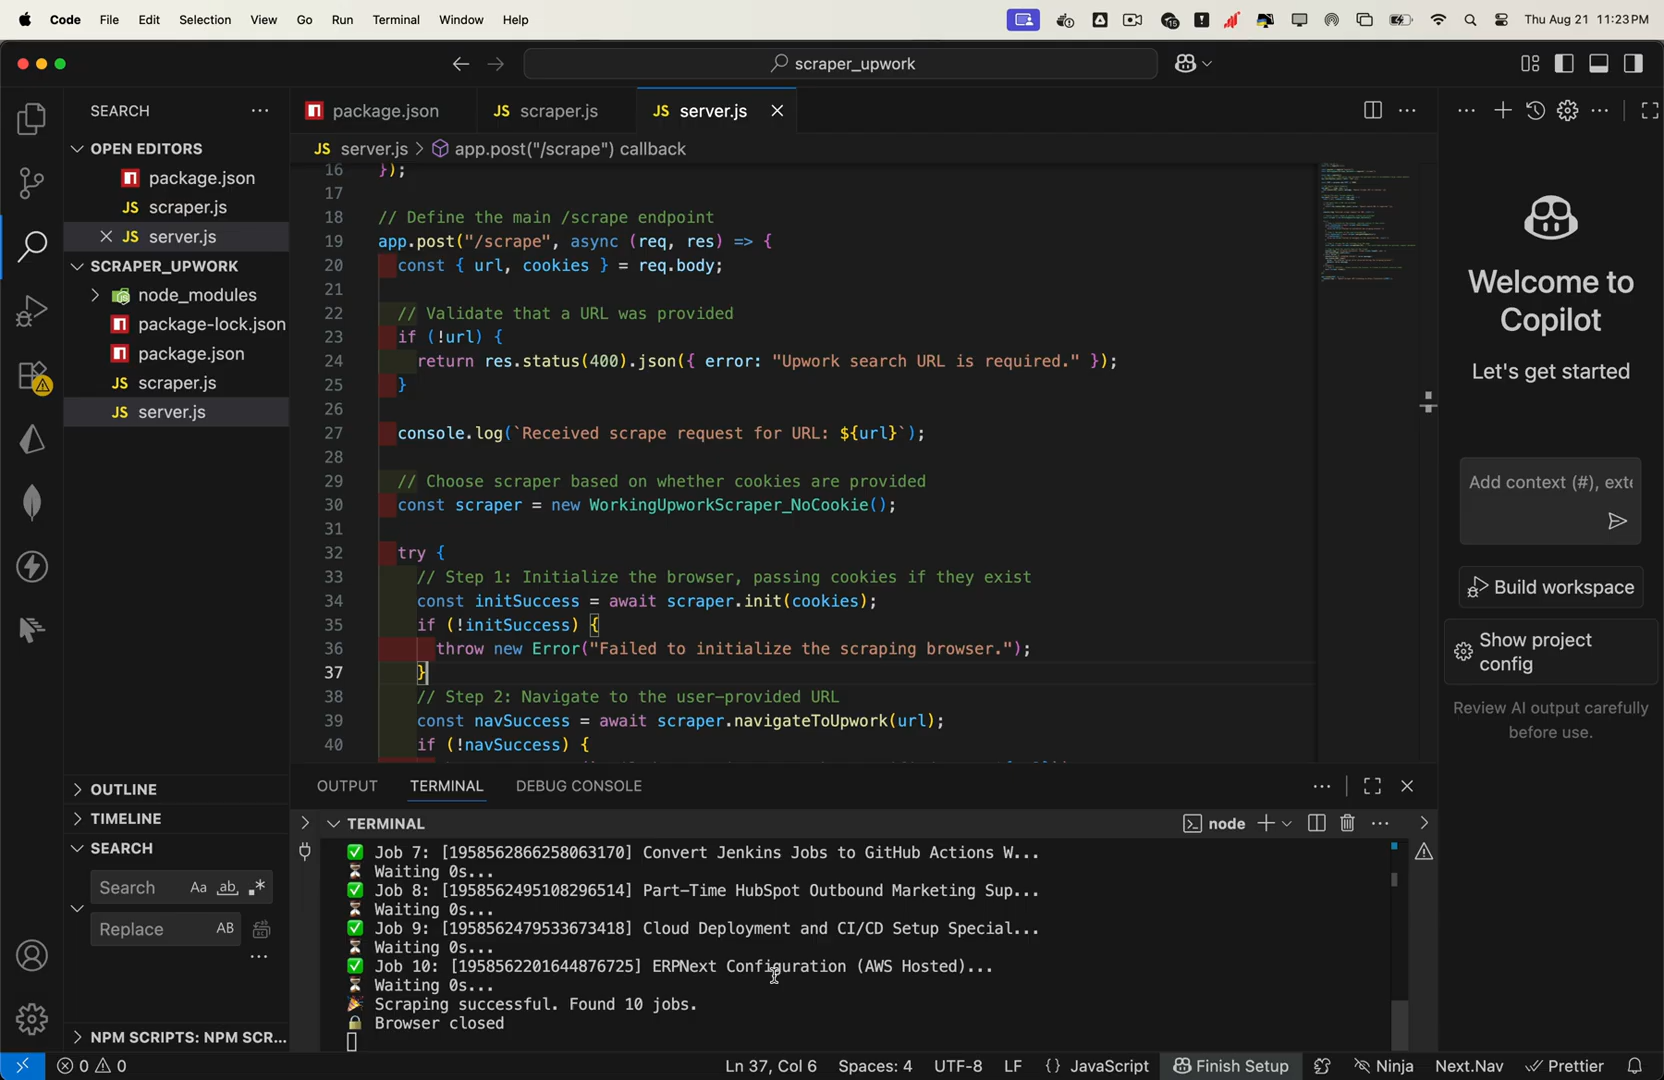 Code File Edit Selection View Go Run Terminal Window Help Thu Aug 21 11:23 PM
scraper_upwork
SEARCH
package.json
JS scraper.js
JS server.js
JS server.js > app.post("/scrape") callback
OPEN EDITORS
package.json
JS scraper.js
JS server.js
SCRAPER_UPWORK
node_modules
package-lock.json
package.json
JS scraper.js
JS server.js
OUTLINE
TIMELINE
SEARCH
Search Aa ab
Replace AB
NPM SCRIPTS: NPM SCR...
16 });
17
18 // Define the main /scrape endpoint
19 app.post("/scrape", async (req, res) => {
20 const { url, cookies } = req.body;
21
22 // Validate that a URL was provided
23 if (!url) {
24 return res.status(400).json({ error: "Upwork search URL is required." });
25 }
26
27 console.log(`Received scrape request for URL: ${url}`);
28
29 // Choose scraper based on whether cookies are provided
30 const scraper = new WorkingUpworkScraper_NoCookie();
31
32 try {
33 // Step 1: Initialize the browser, passing cookies if they exist
34 const initSuccess = await scraper.init(cookies);
35 if (!initSuccess) {
36 throw new Error("Failed to initialize the scraping browser.");
37 }
38 // Step 2: Navigate to the user-provided URL
39 const navSuccess = await scraper.navigateToUpwork(url);
40 if (!navSuccess) {
OUTPUT TERMINAL DEBUG CONSOLE
TERMINAL
node
✅ Job 7: [1958562866258063170] Convert Jenkins Jobs to GitHub Actions W...
⏳ Waiting 0s...
✅ Job 8: [1958562495108296514] Part-Time HubSpot Outbound Marketing Sup...
⏳ Waiting 0s...
✅ Job 9: [1958562479533673418] Cloud Deployment and CI/CD Setup Special...
⏳ Waiting 0s...
✅ Job 10: [1958562201644876725] ERPNext Configuration (AWS Hosted)...
⏳ Waiting 0s...
🎉 Scraping successful. Found 10 jobs.
🔒 Browser closed
Welcome to
Copilot
Let's get started
Add context (#), exte
Build workspace
Show project
config
Review AI output carefully
before use.
0 0 Ln 37, Col 6 Spaces: 4 UTF-8 LF {} JavaScript Finish Setup Ninja Next.Nav Prettier